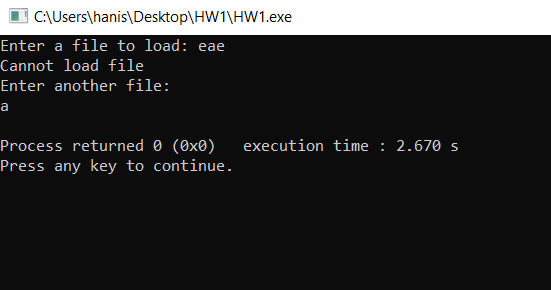 C:\Users\hanis\Desktop\HW1\HW1.exe
Enter a file to load: eae
Cannot load file
Enter another file:
a
Process returned 0 (0x0)   execution time : 2.670 s
Press any key to continue.